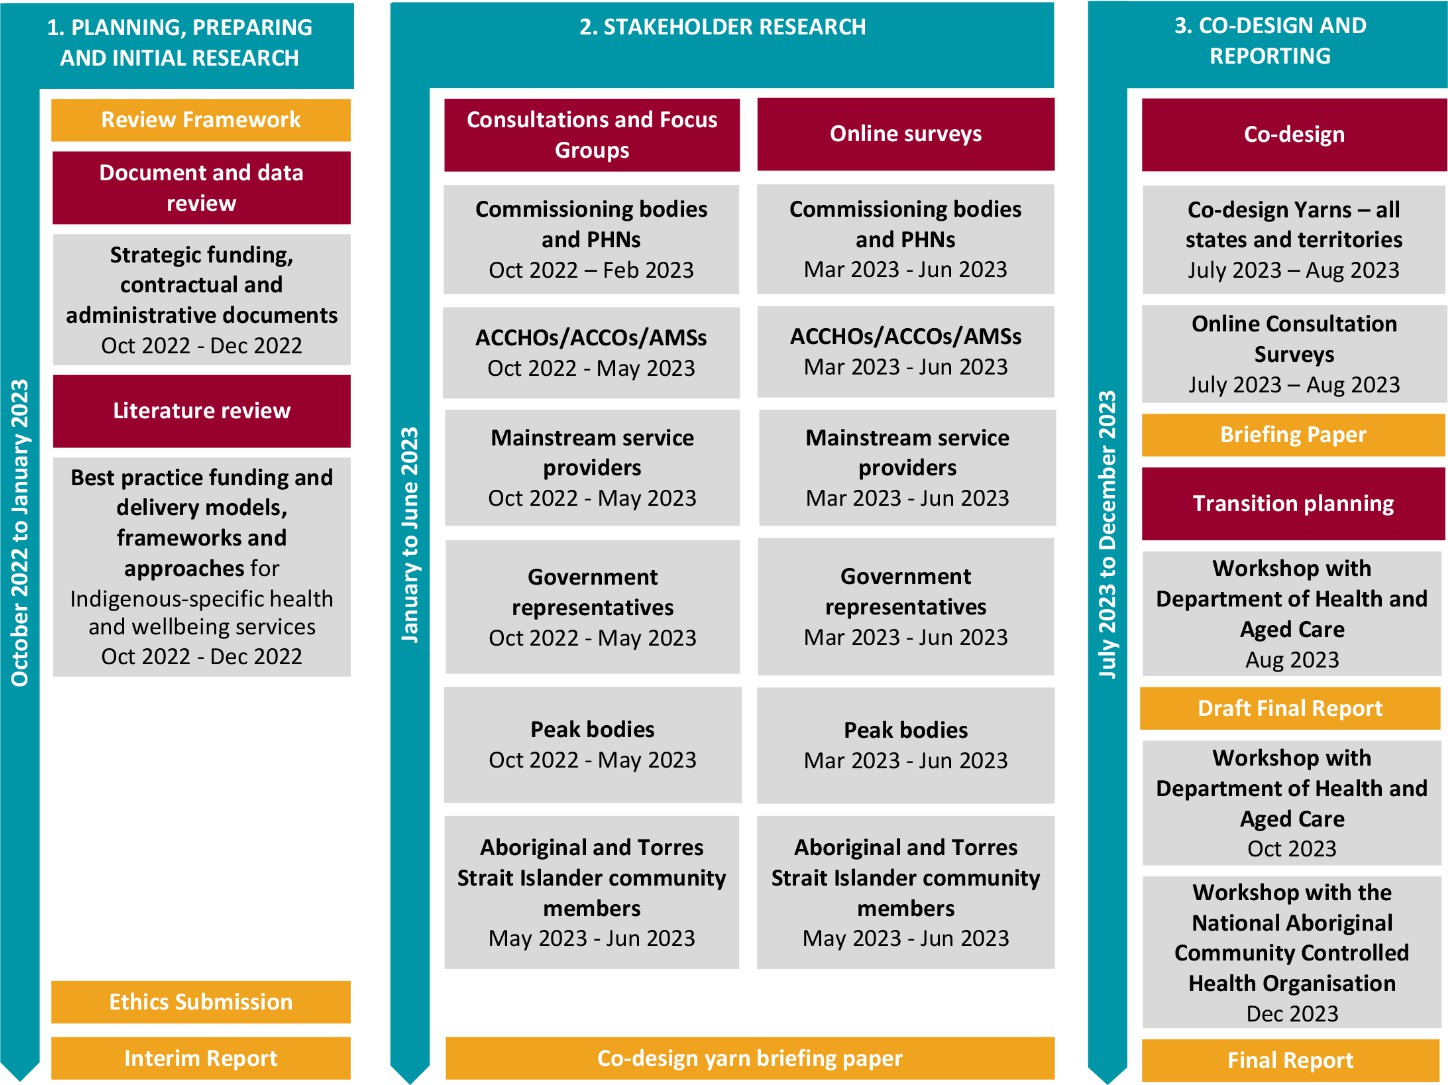 1. PLANNING, PREPARING
AND INITIAL RESEARCH
October 2022 to January 2023
Review Framework
Document and data
review
Strategic funding,
contractual and
administrative documents
Oct 2022 - Dec 2022
Literature review
Best practice funding and
delivery models,
frameworks and
approaches for
Indigenous-specific health
and wellbeing services
Oct 2022 - Dec 2022
Ethics Submission
Interim Report
2. STAKEHOLDER RESEARCH
January to June 2023
Consultations and Focus
Groups
Commissioning bodies
and PHNs
Oct 2022 – Feb 2023
ACCHOs/ACCOs/AMSs
Oct 2022 - May 2023
Mainstream service
providers
Oct 2022 - May 2023
Government
representatives
Oct 2022 - May 2023
Peak bodies
Oct 2022 - May 2023
Aboriginal and Torres
Strait Islander community
members
May 2023 - Jun 2023
Online surveys
Commissioning bodies
and PHNs
Mar 2023 - Jun 2023
ACCHOs/ACCOs/AMSs
Mar 2023 - Jun 2023
Mainstream service
providers
Mar 2023 - Jun 2023
Government
representatives
Mar 2023 - Jun 2023
Peak bodies
Mar 2023 - Jun 2023
Aboriginal and Torres
Strait Islander community
members
May 2023 - Jun 2023
Co-design yarn briefing paper
3. CO-DESIGN AND
REPORTING
July 2023 to December 2023
Co-design
Co-design Yarns – all
states and territories
July 2023 – Aug 2023
Online Consultation
Surveys
July 2023 – Aug 2023
Briefing Paper
Transition planning
Workshop with
Department of Health and
Aged Care
Aug 2023
Draft Final Report
Workshop with
Department of Health and
Aged Care
Oct 2023
Workshop with the
National Aboriginal
Community Controlled
Health Organisation
Dec 2023
Final Report